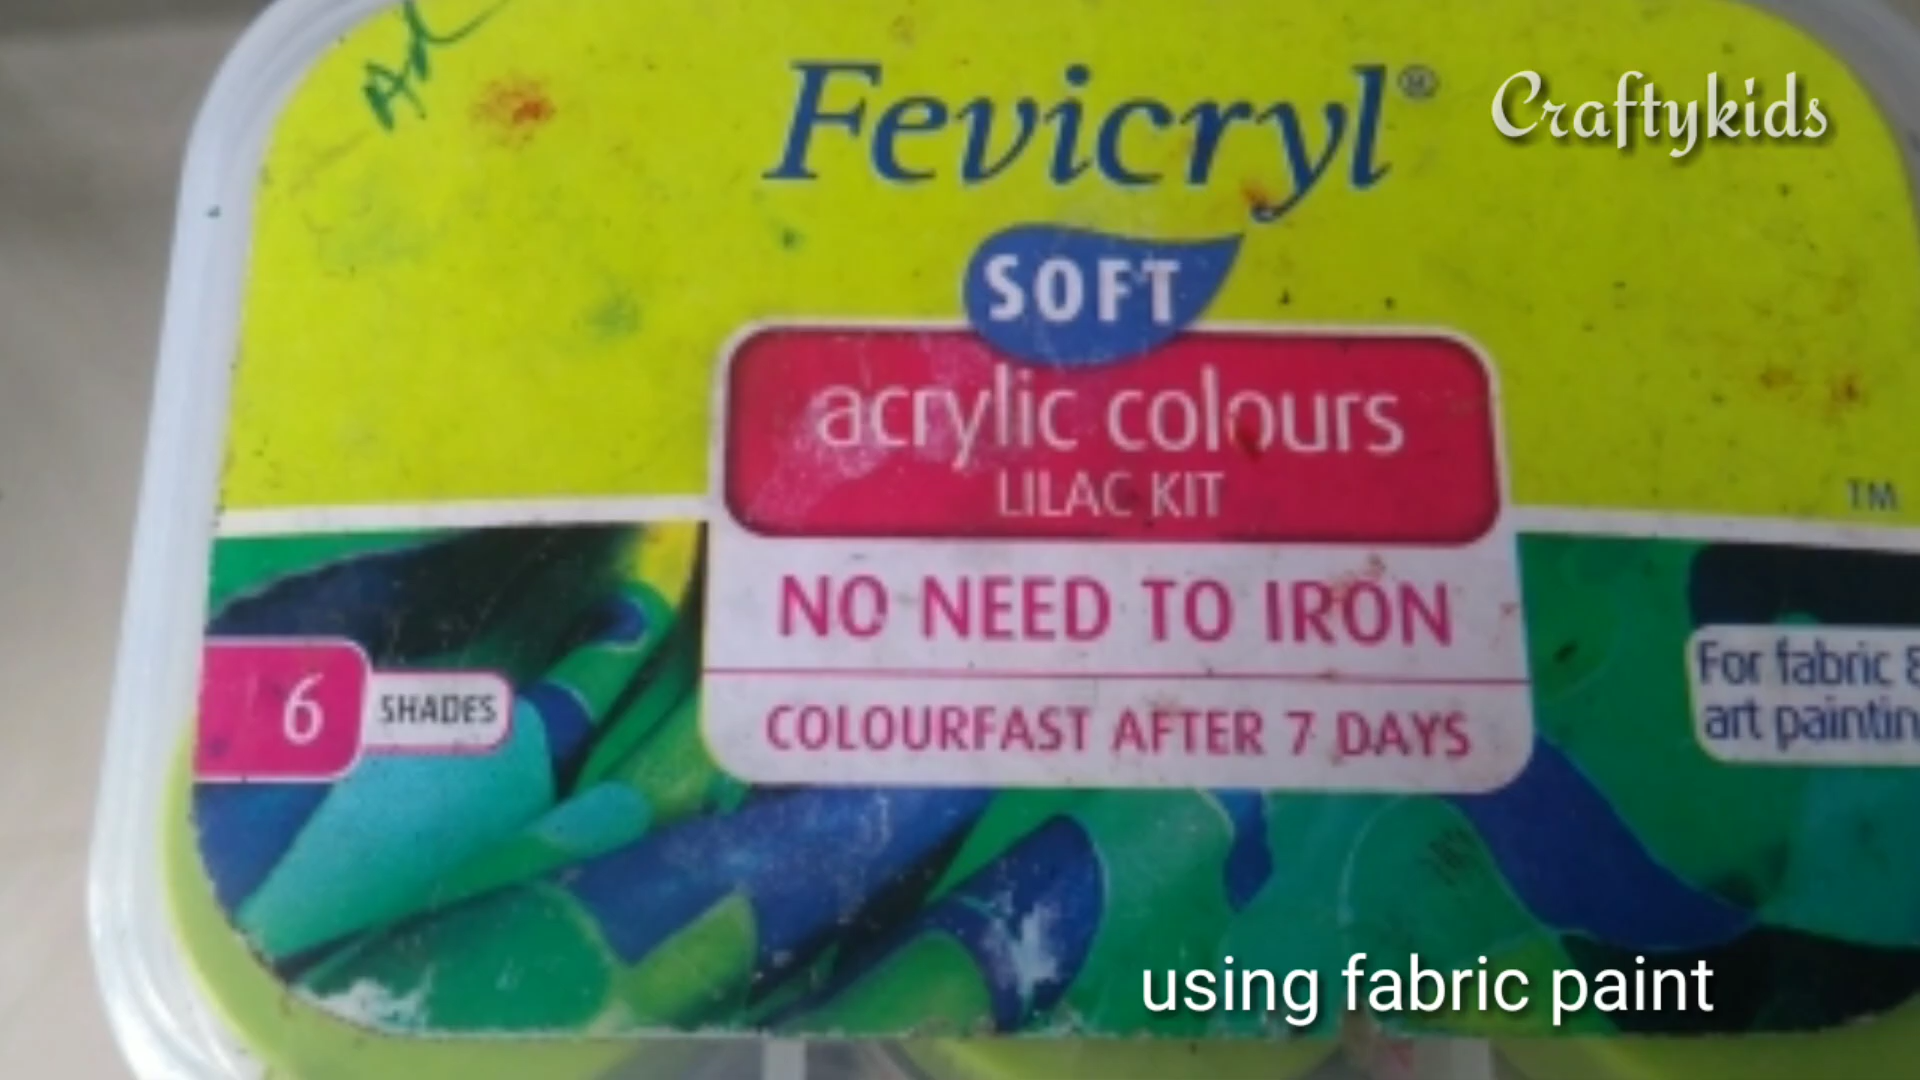 Fevicryl®
Craftykids
SOFT
acrylic colours
LILAC KIT
TM
NO NEED TO IRON
6 SHADES
COLOURFAST AFTER 7 DAYS
For fabric &
art paintin
using fabric paint